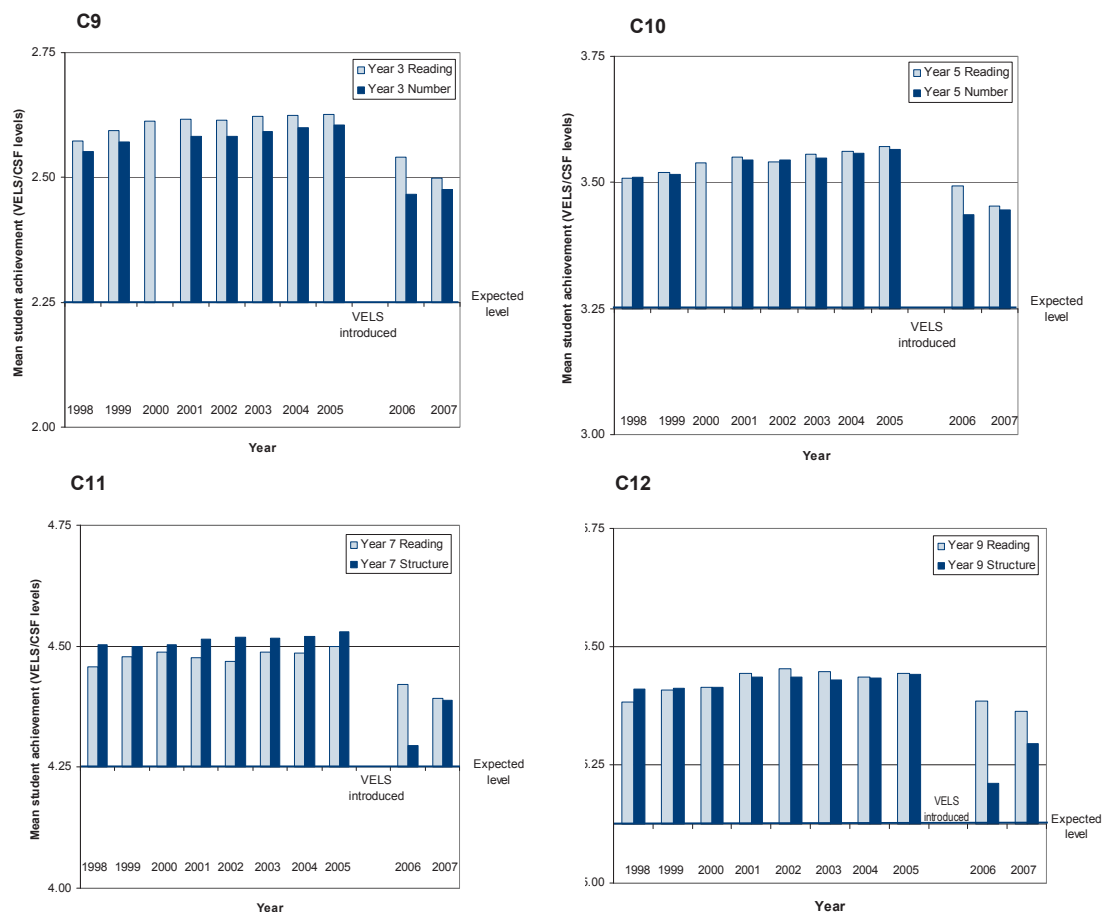 C9
2.75
Year 3 Reading
Year 3 Number
2.50
2.25
2.00
Mean student achievement (VELS/CSF levels)
Expected
level
VELS
introduced
1998 1999 2000 2001 2002 2003 2004 2005 2006 2007
Year
C10
3.75
Year 5 Reading
Year 5 Number
3.50
3.25
3.00
Mean student achievement (VELS/CSF levels)
Expected
level
VELS
introduced
1998 1999 2000 2001 2002 2003 2004 2005 2006 2007
Year
C11
4.75
Year 7 Reading
Year 7 Structure
4.50
4.25
4.00
Mean student achievement (VELS/CSF levels)
Expected
level
VELS
introduced
1998 1999 2000 2001 2002 2003 2004 2005 2006 2007
Year
C12
.75
Year 9 Reading
Year 9 Structure
.50
.25
.00
VELS
introduced
Expected
level
1998 1999 2000 2001 2002 2003 2004 2005 2006 2007
Year